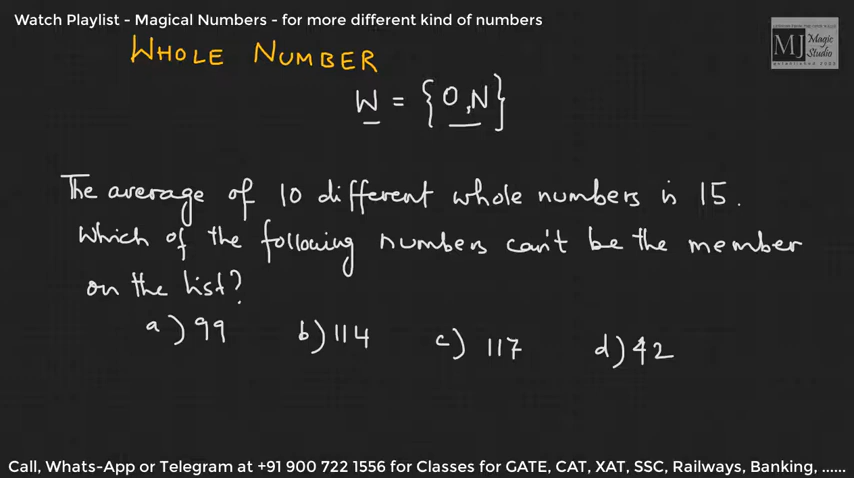 Watch Playlist - Magical Numbers - for more different kind of numbers
MJ Magic Studio
WHOLE NUMBER
W = {0,N}
The average of 10 different whole numbers is 15.
Which of the following numbers can't be the member
on the list?
a) 99 b) 114 c) 117 d) 42
Call, Whats-App or Telegram at +91 900 722 1556 for Classes for GATE, CAT, XAT, SSC, Railways, Banking, ......